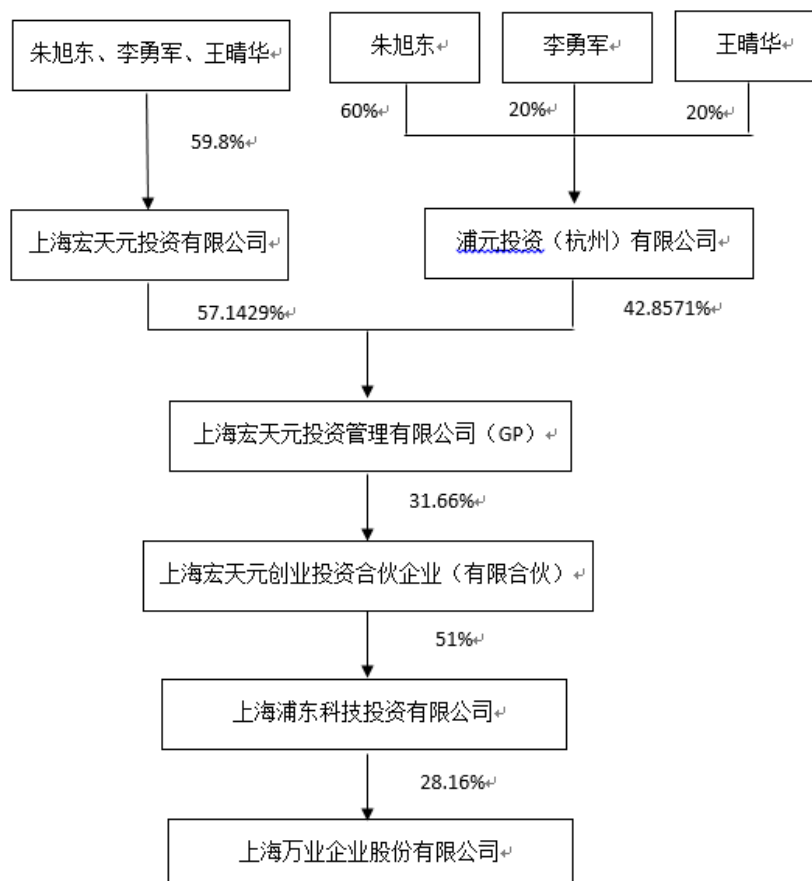 朱旭东、李勇军、王晴华
朱旭东
李勇军
王晴华
59.8%
60%
20%
20%
上海宏天元投资有限公司
浦元投资（杭州）有限公司
57.1429%
42.8571%
上海宏天元投资管理有限公司（GP）
31.66%
上海宏天元创业投资合伙企业（有限合伙）
51%
上海浦东科技投资有限公司
28.16%
上海万业企业股份有限公司